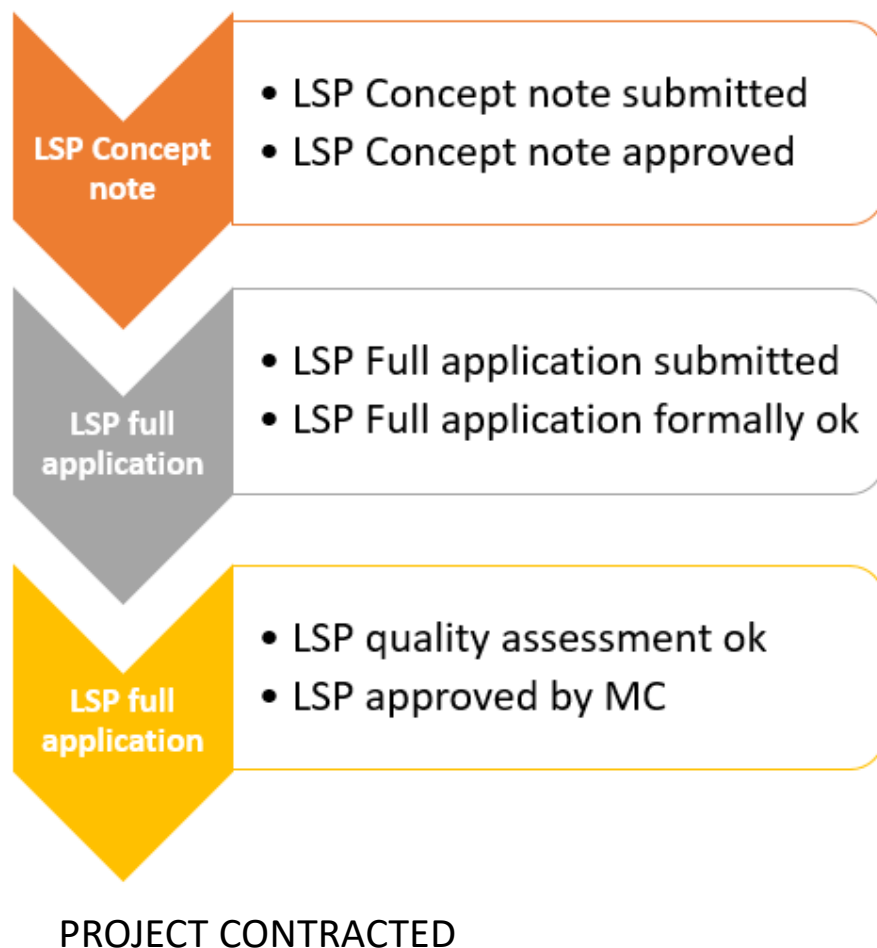 LSP Concept
note
• LSP Concept note submitted
• LSP Concept note approved
LSP full
application
• LSP Full application submitted
• LSP Full application formally ok
LSP full
application
• LSP quality assessment ok
• LSP approved by MC
PROJECT CONTRACTED